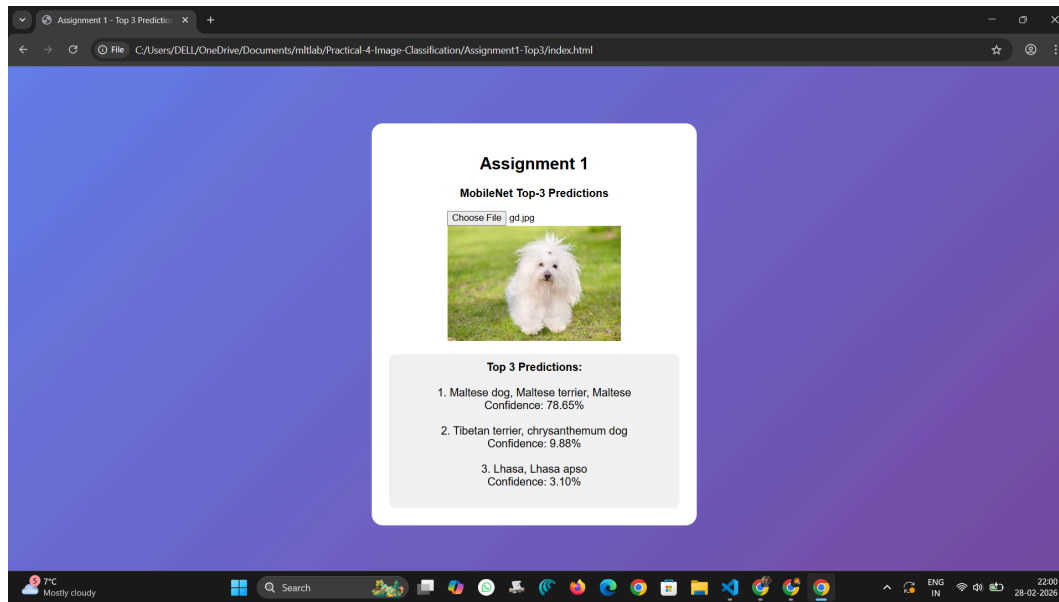 Assignment 1 - Top 3 Predictio
File
C:/Users/DELL/OneDrive/Documents/mltlab/Practical-4-Image-Classification/Assignment1-Top3/index.html
Assignment 1
MobileNet Top-3 Predictions
Choose File gd.jpg
Top 3 Predictions:
1. Maltese dog, Maltese terrier, Maltese
Confidence: 78.65%
2. Tibetan terrier, chrysanthemum dog
Confidence: 9.88%
3. Lhasa, Lhasa apso
Confidence: 3.10%
5
7°C
Mostly cloudy
Search
ENG
IN
22:00
28-02-2026